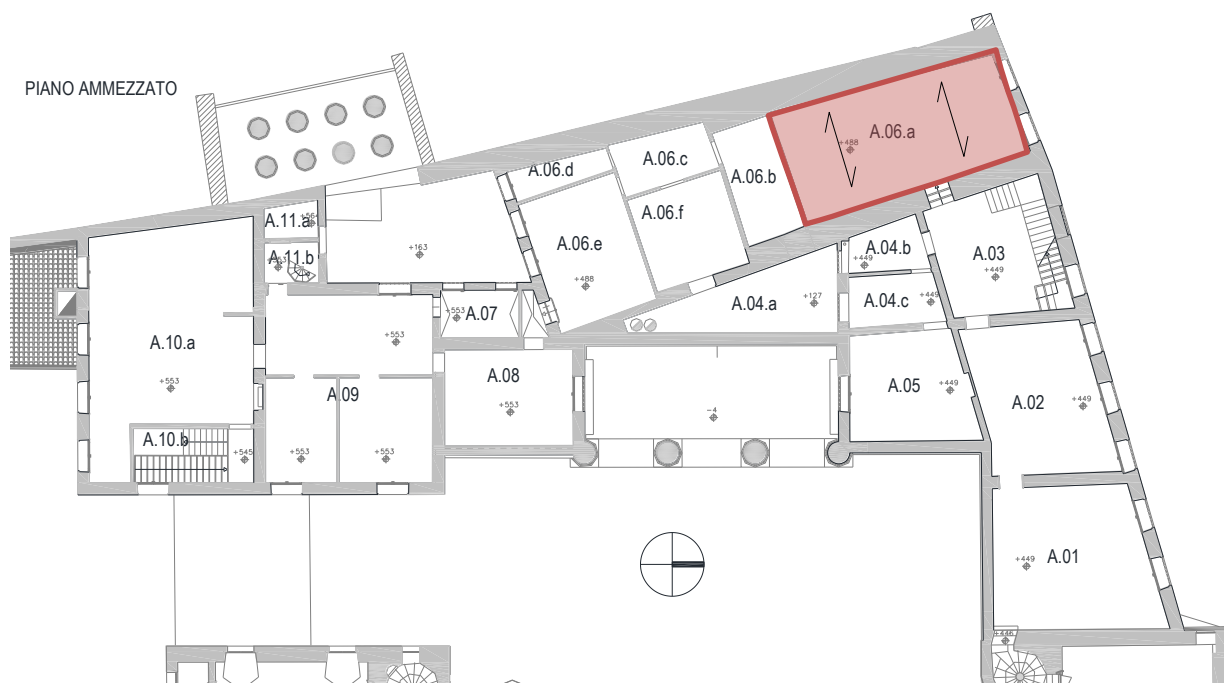 PIANO AMMEZZATO
A.06.a
+488
A.06.c
A.06.d
A.06.b
A.06.f
A.11.a
+56
A.04.b
+449
A.06.e
+488
A.03
+449
+163
A.11.b
+553
A.04.a
+127
A.04.c
+449
A.07
+553
+553
A.10.a
+553
A.08
+553
A.09
A.05
+449
A.02
+449
-4
A.10.b
+545
+553
+553
A.01
+449
+446